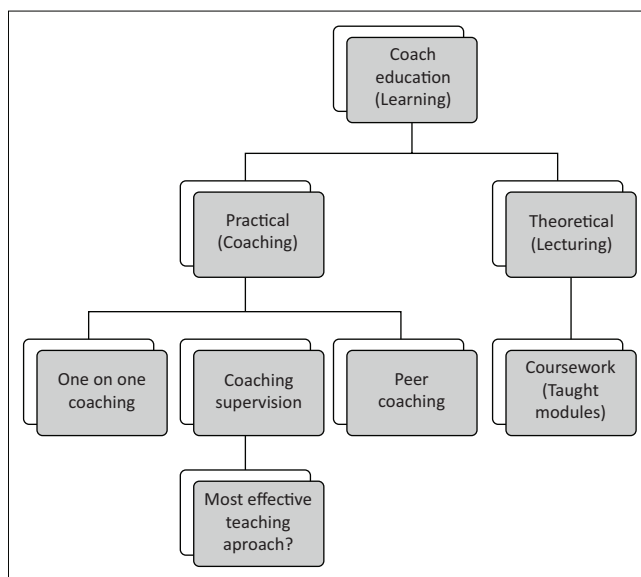 Coach
education
(Learning)
Practical
(Coaching)
Theoretical
(Lecturing)
One on one
coaching
Coaching
supervision
Peer
coaching
Coursework
(Taught
modules)
Most effective
teaching
aproach?